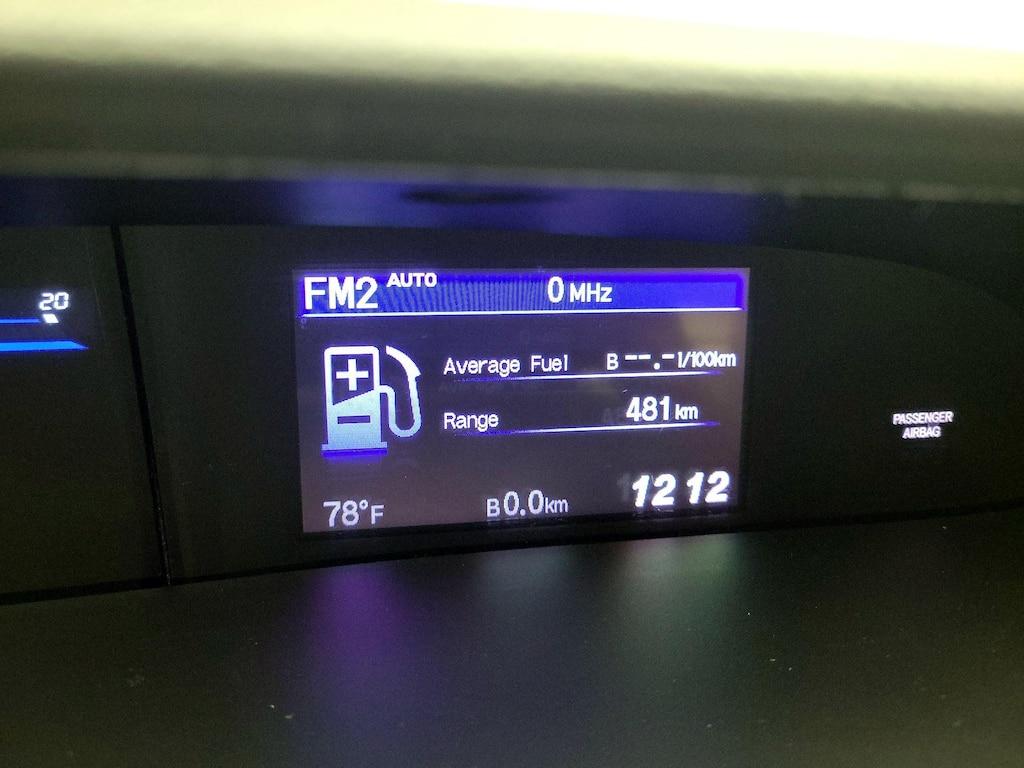 20
FM2 AUTO 0 MHz
Average Fuel B --.- l/100km
Range 481 km
78°F B 0.0 km 12 12
PASSENGER
AIRBAG